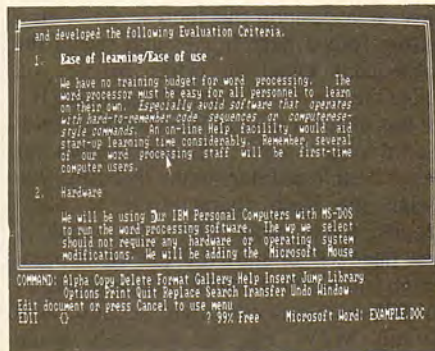 and developed the following Evaluation Criteria.
1. Ease of learning/Ease of use
We have no training budget for word processing. The
word processor must be easy for all personnel to learn
on their own. Especially avoid software that operates
with hard-to-remember code sequences or computerese-
style commands. An on-line Help facililty would aid
start-up learning time considerably. Remember, several
of our word processing staff will be first-time
computer users.
2. Hardware
We will be using our IBM Personal Computers with MS-DOS
to run the word processing software. The wp we select
should not require any hardware or operating system
modifications. We will be adding the Microsoft Mouse
COMMAND: Alpha Copy Delete Format Gallery Help Insert Jump Library
Options Print Quit Replace Search Transfer Undo Window
Edit document or press Cancel to use menu
EDIT {} ? 99% Free Microsoft Word: EXAMPLE.DOC